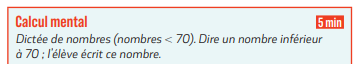 Calcul mental 5 min
Dictée de nombres (nombres < 70). Dire un nombre inférieur
à 70 ; l'élève écrit ce nombre.